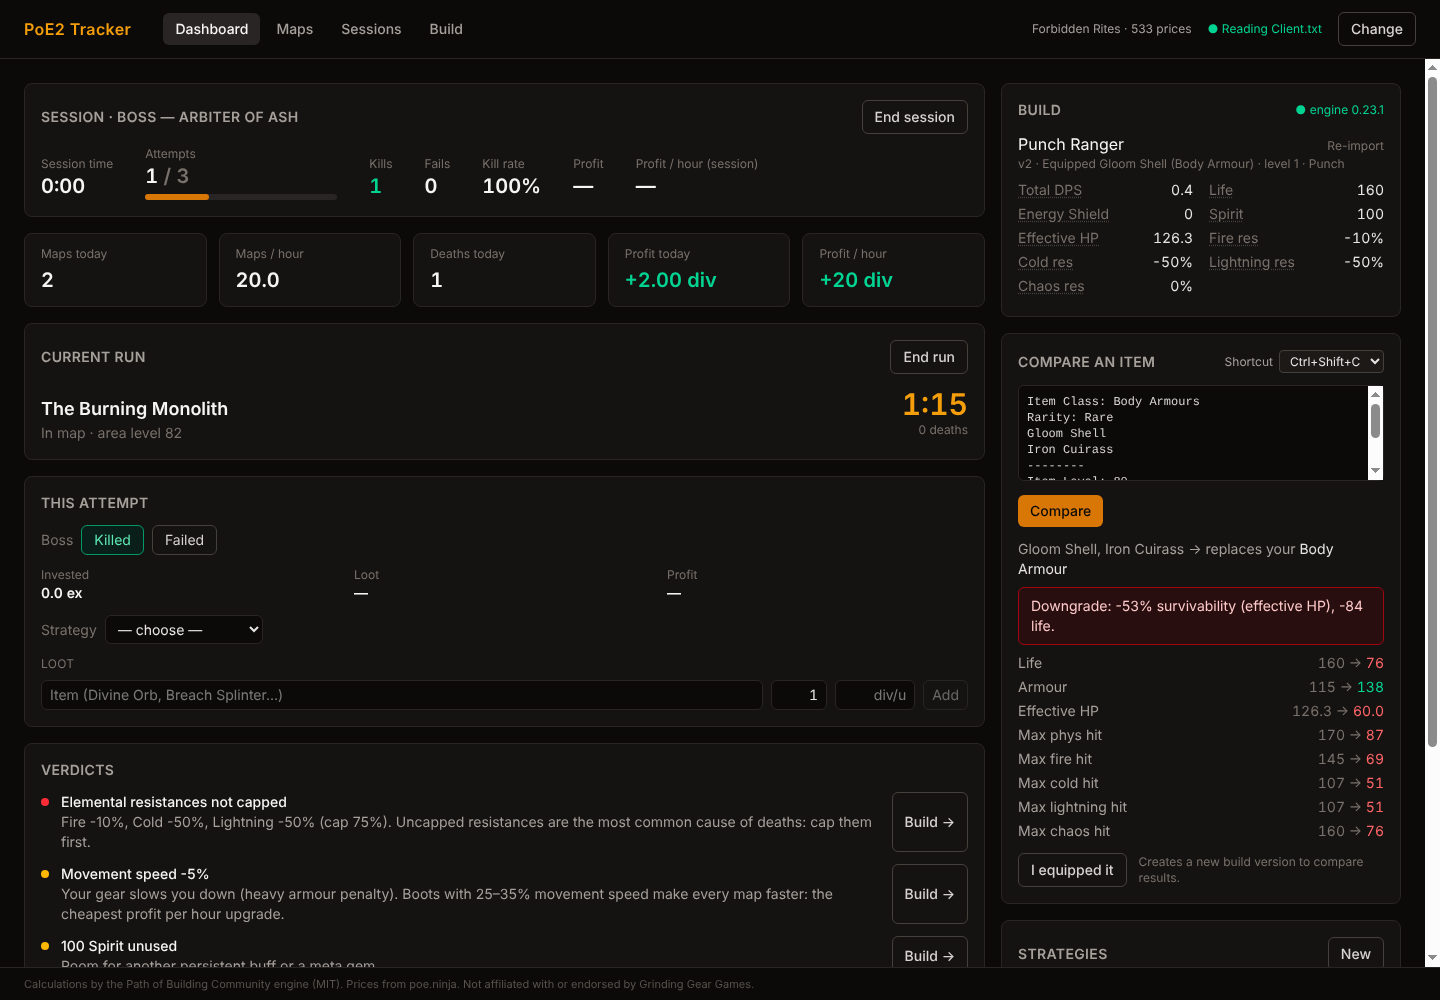 PoE2 Tracker
Dashboard
Maps
Sessions
Build
Forbidden Rites · 533 prices
Reading Client.txt
Change
SESSION · BOSS — ARBITER OF ASH
End session
Session time
0:00
Attempts
1 / 3
Kills
1
Fails
0
Kill rate
100%
Profit
—
Profit / hour (session)
—
Maps today
2
Maps / hour
20.0
Deaths today
1
Profit today
+2.00 div
Profit / hour
+20 div
CURRENT RUN
End run
The Burning Monolith
In map · area level 82
1:15
0 deaths
THIS ATTEMPT
Boss
Killed
Failed
Invested
0.0 ex
Loot
—
Profit
—
Strategy
— choose —
LOOT
Item (Divine Orb, Breach Splinter...)
1
div/u
Add
VERDICTS
Elemental resistances not capped
Fire -10%, Cold -50%, Lightning -50% (cap 75%). Uncapped resistances are the most common cause of deaths: cap them
first.
Build →
Movement speed -5%
Your gear slows you down (heavy armour penalty). Boots with 25–35% movement speed make every map faster: the
cheapest profit per hour upgrade.
Build →
100 Spirit unused
Room for another persistent buff or a meta gem.
Build →
BUILD
engine 0.23.1
Punch Ranger
Re-import
v2 · Equipped Gloom Shell (Body Armour) · level 1 · Punch
Total DPS 0.4
Life 160
Energy Shield 0
Spirit 100
Effective HP 126.3
Fire res -10%
Cold res -50%
Lightning res -50%
Chaos res 0%
COMPARE AN ITEM
Shortcut
Ctrl+Shift+C
Item Class: Body Armours
Rarity: Rare
Gloom Shell
Iron Cuirass
--------
Item Level: 80
Compare
Gloom Shell, Iron Cuirass → replaces your Body
Armour
Downgrade: -53% survivability (effective HP), -84
life.
Life 160 → 76
Armour 115 → 138
Effective HP 126.3 → 60.0
Max phys hit 170 → 87
Max fire hit 145 → 69
Max cold hit 107 → 51
Max lightning hit 107 → 51
Max chaos hit 160 → 76
I equipped it
Creates a new build version to compare
results.
STRATEGIES
New
Calculations by the Path of Building Community engine (MIT). Prices from poe.ninja. Not affiliated with or endorsed by Grinding Gear Games.